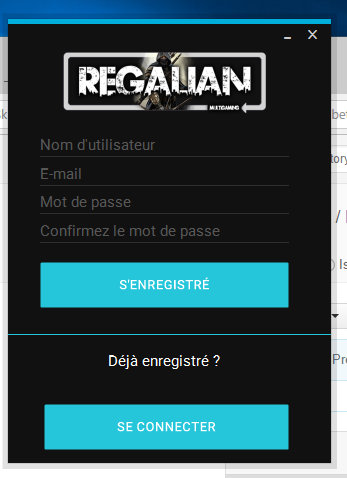 REGALIAN
MULTIGAMING
Nom d'utilisateur
E-mail
Mot de passe
Confirmez le mot de passe
S'ENREGISTRÉ
Déjà enregistré ?
SE CONNECTER